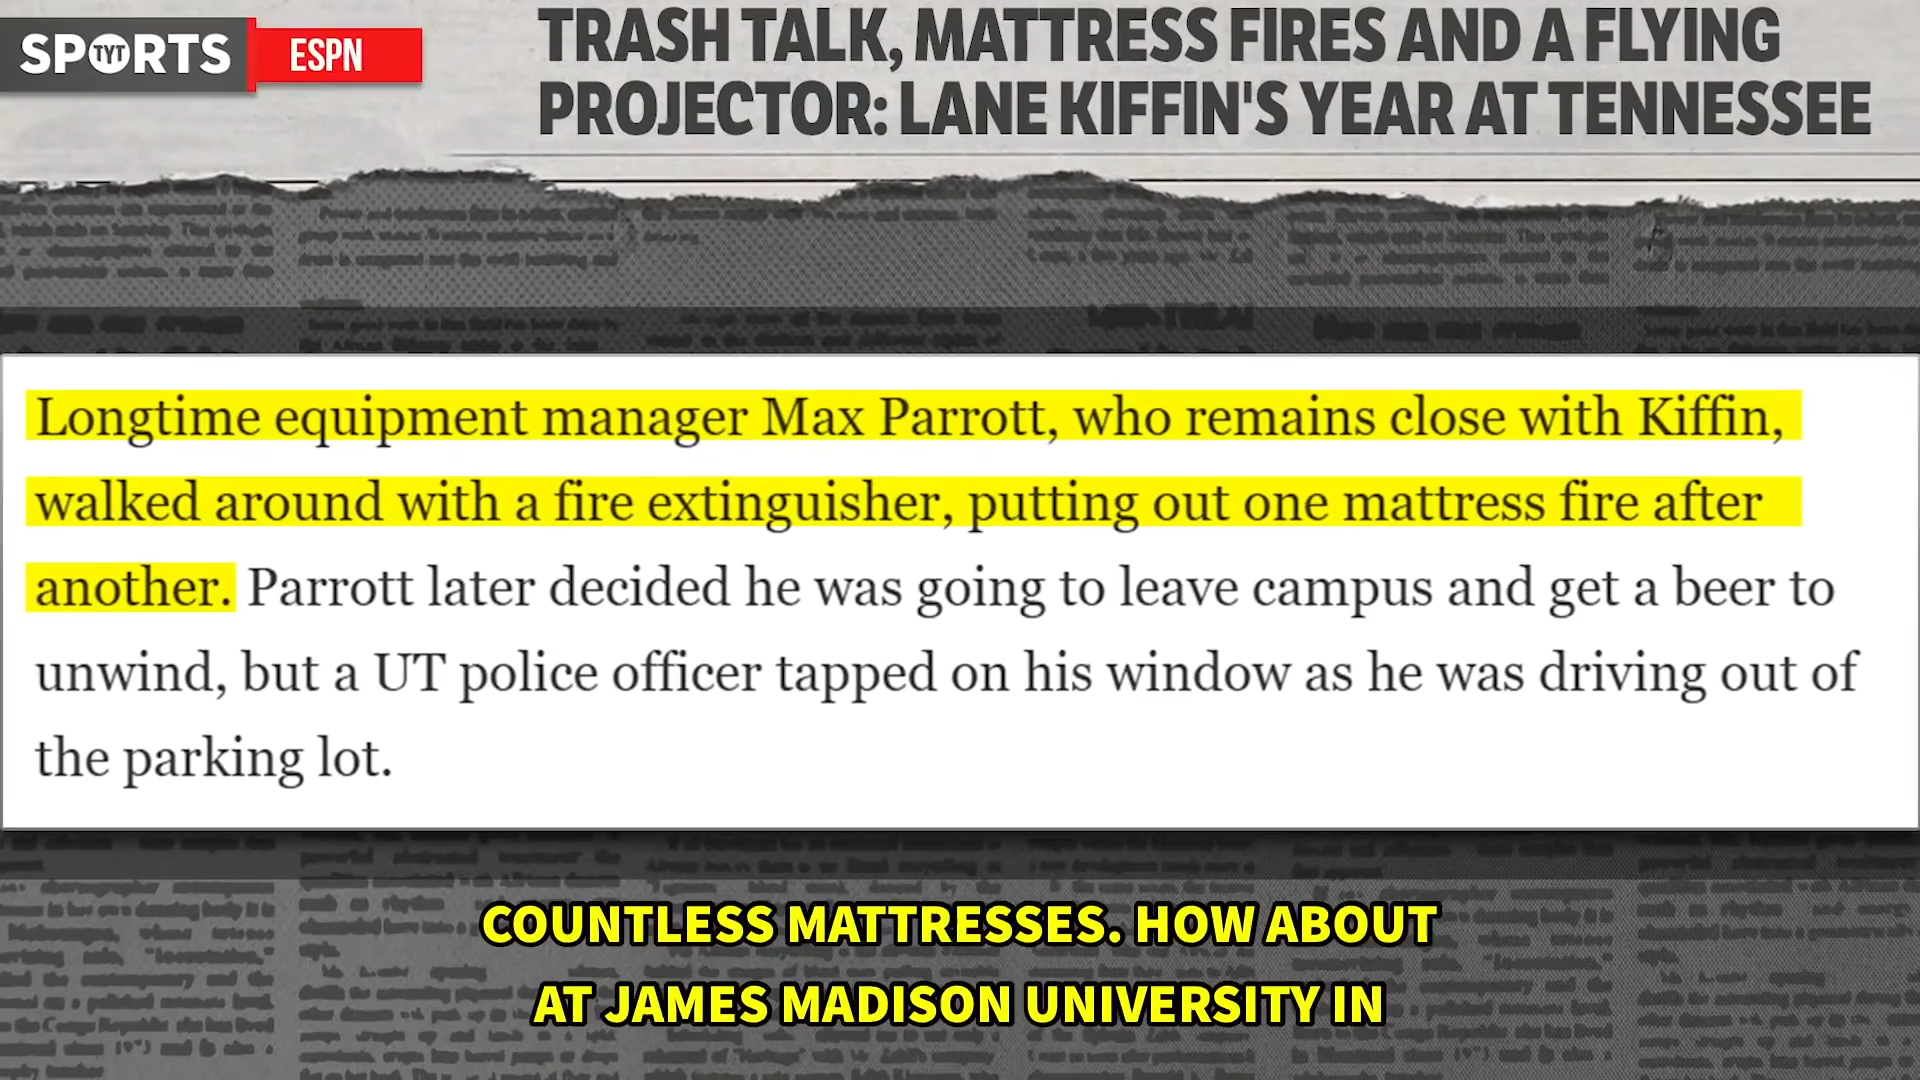 SPORTS
TYT
ESPN
TRASH TALK, MATTRESS FIRES AND A FLYING
PROJECTOR: LANE KIFFIN'S YEAR AT TENNESSEE
Longtime equipment manager Max Parrott, who remains close with Kiffin,
walked around with a fire extinguisher, putting out one mattress fire after
another. Parrott later decided he was going to leave campus and get a beer to
unwind, but a UT police officer tapped on his window as he was driving out of
the parking lot.
COUNTLESS MATTRESSES. HOW ABOUT
AT JAMES MADISON UNIVERSITY IN